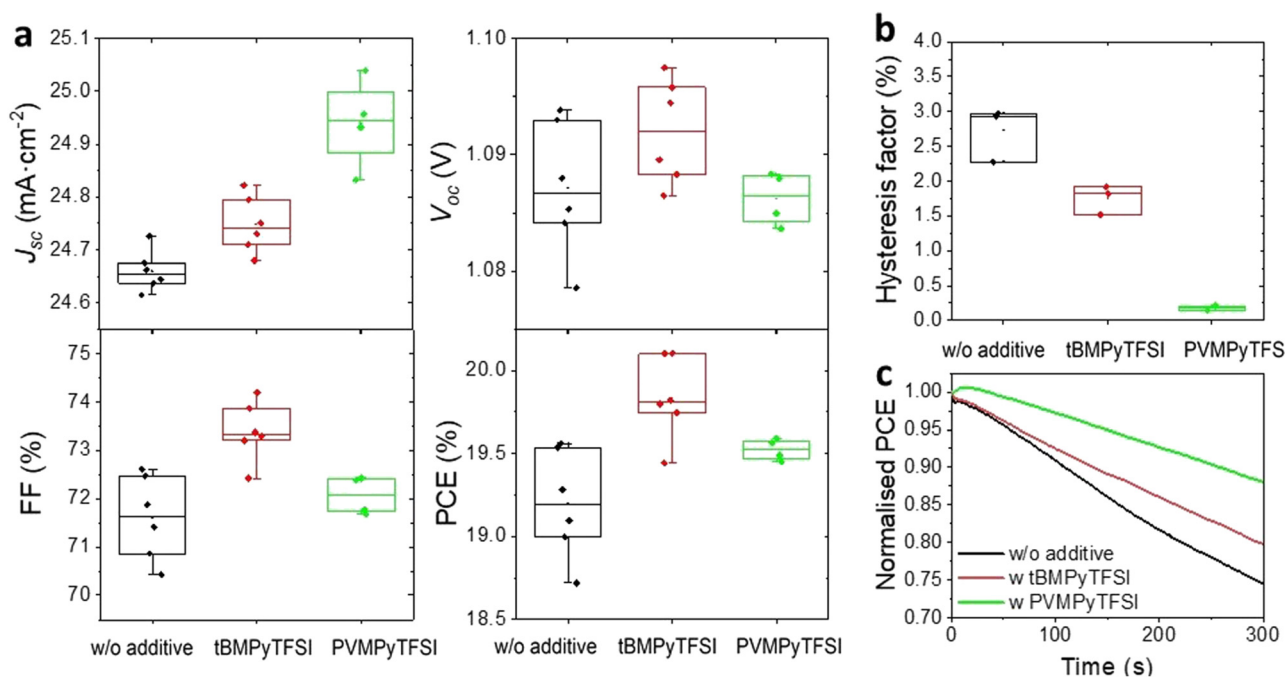 a
25.1
25.0
24.9
24.8
24.7
24.6
Jsc (mA·cm⁻²)
1.10
1.09
1.08
Voc (V)
75
74
73
72
71
70
FF (%)
w/o additive tBMPyTFSI PVMPyTFSI
20.0
19.5
19.0
18.5
PCE (%)
w/o additive tBMPyTFSI PVMPyTFSI
b
4.0
3.5
3.0
2.5
2.0
1.5
1.0
0.5
0.0
Hysteresis factor (%)
w/o additive tBMPyTFSI PVMPyTFS
c
1.00
0.95
0.90
0.85
0.80
0.75
0.70
Normalised PCE
w/o additive
w tBMPyTFSI
w PVMPyTFSI
0 100 200 300
Time (s)